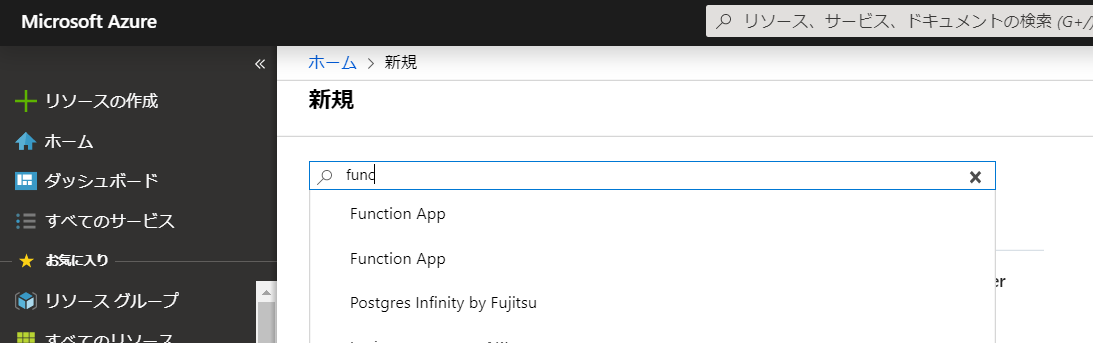 Microsoft Azure
リソース、サービス、ドキュメントの検索 (G+/)
«
ホーム > 新規
リソースの作成
新規
ホーム
func
ダッシュボード
Function App
すべてのサービス
Function App
お気に入り
リソース グループ
Postgres Infinity by Fujitsu
すべてのリソース